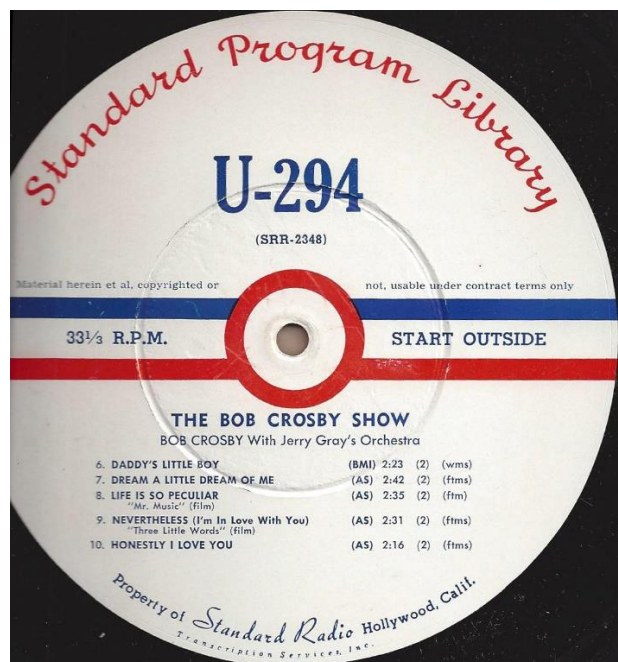 Standard Program Library
U-294
(SRR-2348)
Material herein et al, copyrighted or not, usable under contract terms only
33⅓ R.P.M. START OUTSIDE
THE BOB CROSBY SHOW
BOB CROSBY With Jerry Gray's Orchestra
6. DADDY'S LITTLE BOY (BMI) 2:23 (2) (wms)
7. DREAM A LITTLE DREAM OF ME (AS) 2:42 (2) (ftms)
8. LIFE IS SO PECULIAR (AS) 2:35 (2) (ftm)
"Mr. Music" (film)
9. NEVERTHELESS (I'm In Love With You) (AS) 2:31 (2) (ftms)
"Three Little Words" (film)
10. HONESTLY I LOVE YOU (AS) 2:16 (2) (ftms)
Property of Standard Radio Hollywood, Calif.
Transcription Services, Inc.